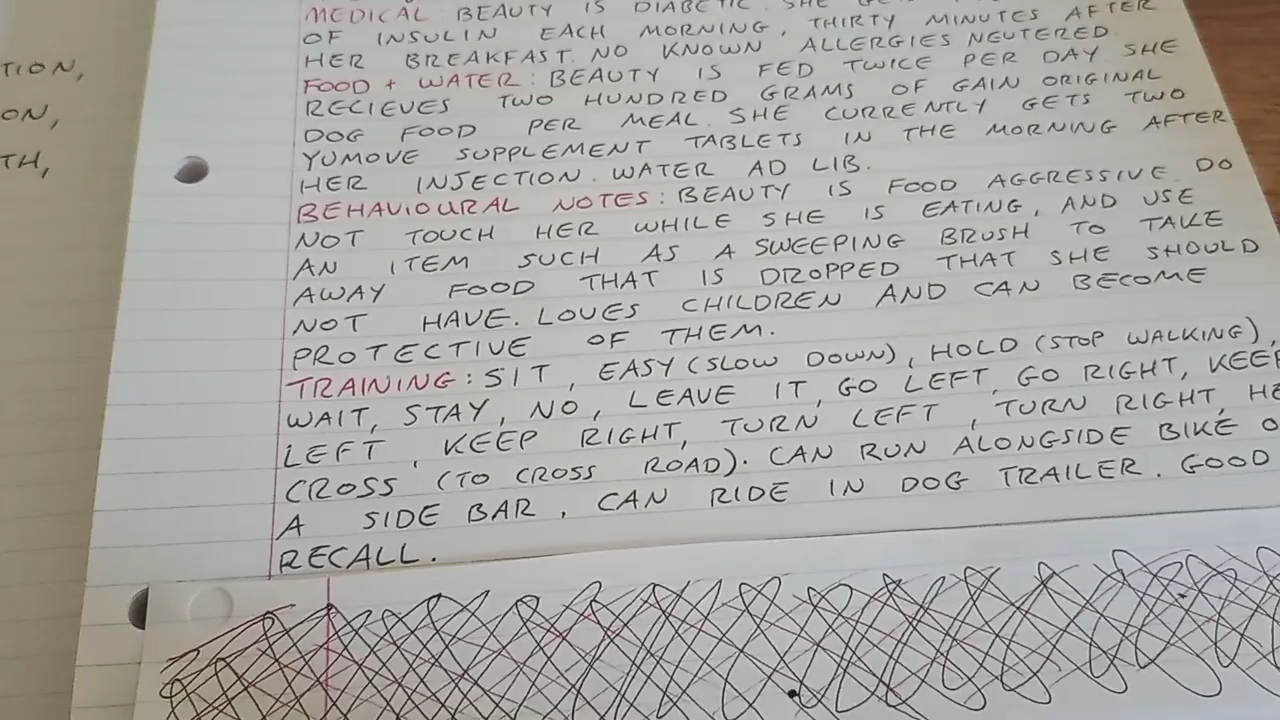 TION,
ON,
TH,
MEDICAL: BEAUTY IS DIABETIC. SHE
OF INSULIN EACH MORNING, THIRTY MINUTES AFTER
HER BREAKFAST. NO KNOWN ALLERGIES NEUTERED.
FOOD + WATER: BEAUTY IS FED TWICE PER DAY SHE
RECIEVES TWO HUNDRED GRAMS OF GAIN ORIGINAL
DOG FOOD PER MEAL. SHE CURRENTLY GETS TWO
YUMOVE SUPPLEMENT TABLETS IN THE MORNING AFTER
HER INJECTION. WATER AD LIB.
BEHAVIOURAL NOTES: BEAUTY IS FOOD AGGRESSIVE. DO
NOT TOUCH HER WHILE SHE IS EATING, AND USE
AN ITEM SUCH AS A SWEEPING BRUSH TO TAKE
AWAY FOOD THAT IS DROPPED THAT SHE SHOULD
NOT HAVE. LOVES CHILDREN AND CAN BECOME
PROTECTIVE OF THEM.
TRAINING: SIT, EASY (SLOW DOWN), HOLD (STOP WALKING),
WAIT, STAY, NO, LEAVE IT, GO LEFT, GO RIGHT, KEEP
LEFT, KEEP RIGHT, TURN LEFT, TURN RIGHT, HE
CROSS (TO CROSS ROAD). CAN RUN ALONGSIDE BIKE O
A SIDE BAR, CAN RIDE IN DOG TRAILER. GOOD
RECALL.